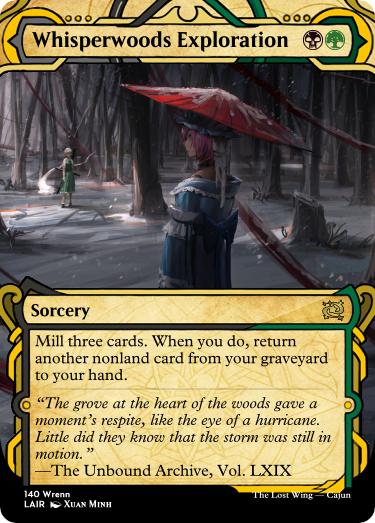 Whisperwoods Exploration
Sorcery
Mill three cards. When you do, return
another nonland card from your graveyard
to your hand.
“The grove at the heart of the woods gave a
moment’s respite, like the eye of a hurricane.
Little did they know that the storm was still in
motion.”
—The Unbound Archive, Vol. LXIX
140 Wrenn
LAIR Xuan Minh
The Lost Wing — Cajun